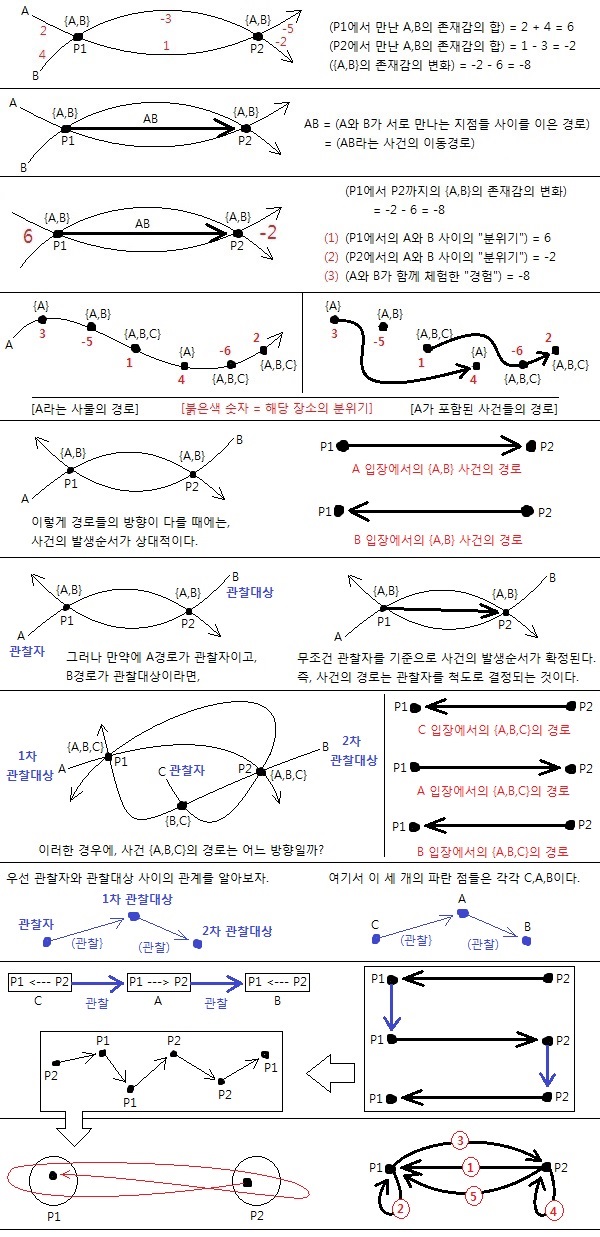 A
{A,B}
-3
{A,B}
2
-5
P1
1
P2
-2
4
B
(P1에서 만난 A,B의 존재감의 합) = 2 + 4 = 6
(P2에서 만난 A,B의 존재감의 합) = 1 - 3 = -2
({A,B}의 존재감의 변화) = -2 - 6 = -8
A
{A,B}
AB
{A,B}
P1
P2
B
AB = (A와 B가 서로 만나는 지점들 사이를 이은 경로)
= (AB라는 사건의 이동경로)
{A,B}
AB
{A,B}
6
-2
P1
P2
(P1에서 P2까지의 {A,B}의 존재감의 변화)
= -2 - 6 = -8
(1) (P1에서의 A와 B 사이의 "분위기") = 6
(2) (P2에서의 A와 B 사이의 "분위기") = -2
(3) (A와 B가 함께 체험한 "경험") = -8
{A}
{A,B}
{A,B,C}
{A}
-6
2
A
3
-5
1
4
{A,B,C}
{A,B,C}
{A}
{A,B}
{A,B,C}
{A}
-6
2
3
-5
1
4
{A,B,C}
{A,B,C}
[A라는 사물의 경로]
[붉은색 숫자 = 해당 장소의 분위기]
[A가 포함된 사건들의 경로]
B
{A,B}
{A,B}
P1
P2
A
이렇게 경로들의 방향이 다를 때에는,
사건의 발생순서가 상대적이다.
P1
P2
A 입장에서의 {A,B} 사건의 경로
P1
P2
B 입장에서의 {A,B} 사건의 경로
B
관찰대상
{A,B}
{A,B}
P1
P2
A
관찰자
그러나 만약에 A경로가 관찰자이고,
B경로가 관찰대상이라면,
B
{A,B}
{A,B}
P1
P2
A
무조건 관찰자를 기준으로 사건의 발생순서가 확정된다.
즉, 사건의 경로는 관찰자를 척도로 결정되는 것이다.
1차
관찰대상
{A,B,C}
A
P1
C 관찰자
P2
{A,B,C}
B
2차
관찰대상
{B,C}
이러한 경우에, 사건 {A,B,C}의 경로는 어느 방향일까?
P1
P2
C 입장에서의 {A,B,C}의 경로
P1
P2
A 입장에서의 {A,B,C}의 경로
P1
P2
B 입장에서의 {A,B,C}의 경로
우선 관찰자와 관찰대상 사이의 관계를 알아보자.
1차 관찰대상
관찰자
2차 관찰대상
(관찰)
(관찰)
여기서 이 세 개의 파란 점들은 각각 C,A,B이다.
A
C
B
(관찰)
(관찰)
P1 <--- P2
P1 ---> P2
P1 <--- P2
C
관찰
A
관찰
B
P1
P2
P1
P2
P1
P2
P1
P2
P2
P1
P1
P2
P1
P2
3
P1
1
P2
5
2
4